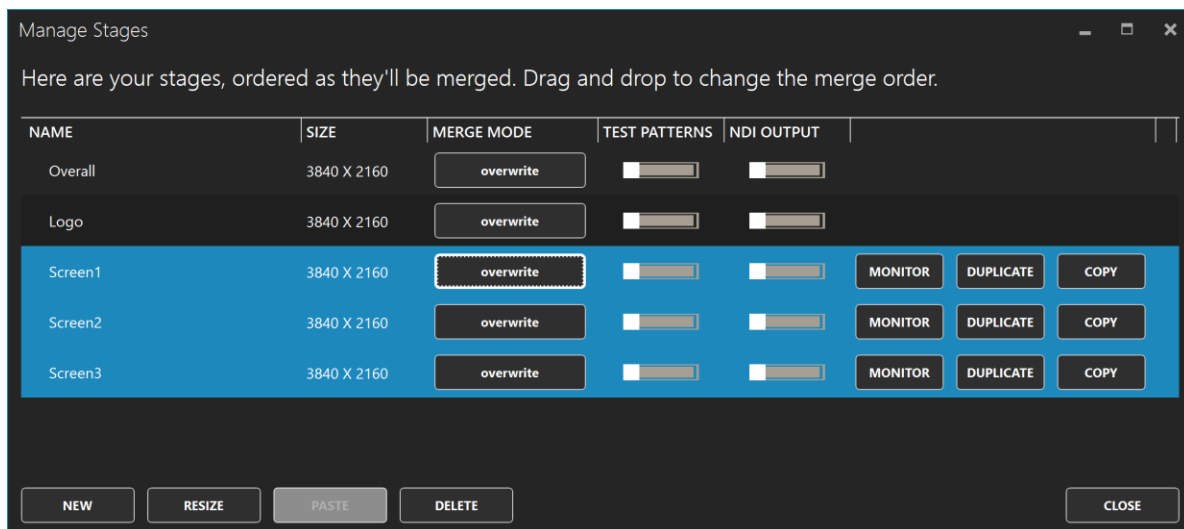 Manage Stages
Here are your stages, ordered as they'll be merged. Drag and drop to change the merge order.
NAME SIZE MERGE MODE TEST PATTERNS NDI OUTPUT
Overall 3840 X 2160 overwrite
Logo 3840 X 2160 overwrite
Screen1 3840 X 2160 overwrite MONITOR DUPLICATE COPY
Screen2 3840 X 2160 overwrite MONITOR DUPLICATE COPY
Screen3 3840 X 2160 overwrite MONITOR DUPLICATE COPY
NEW RESIZE PASTE DELETE CLOSE